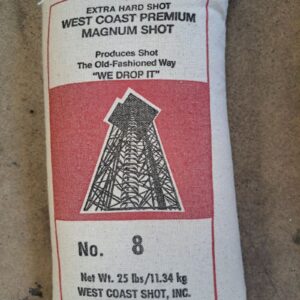 EXTRA HARD SHOT
WEST COAST PREMIUM
MAGNUM SHOT
Produces Shot
The Old-Fashioned Way
"WE DROP IT"
No. 8
Net Wt. 25 lbs/11.34 kg
WEST COAST SHOT, INC.